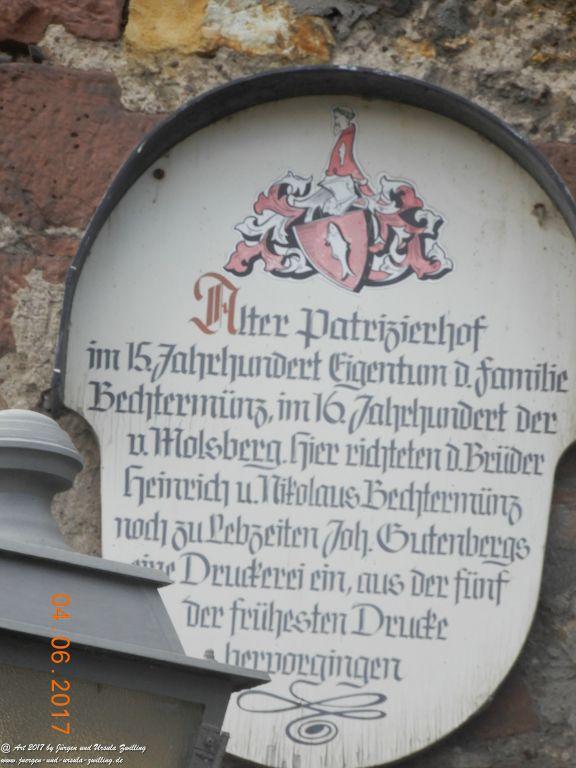 Alter Patrizierhof
im 15. Jahrhundert Eigentum d. Familie
Bechtermünz, im 16. Jahrhundert der
v. Molsberg. Hier richteten d. Brüder
Heinrich u. Nikolaus Bechtermünz
noch zu Lebzeiten Joh. Gutenbergs
eine Druckerei ein, aus der fünf
der frühesten Drucke
hervorgingen
04.06.2017
© Art 2017 by Jürgen und Ursula Zwilling
www.juergen-und-ursula-zwilling.de